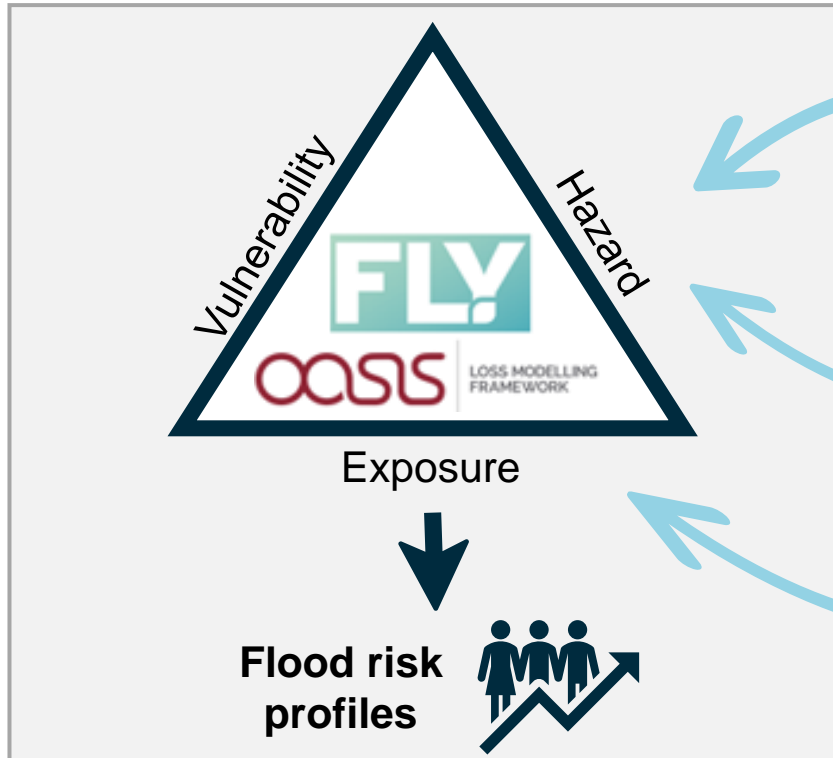 Vulnerability
Hazard
FLY
OASIS
LOSS MODELLING
FRAMEWORK
Exposure
Flood risk
profiles